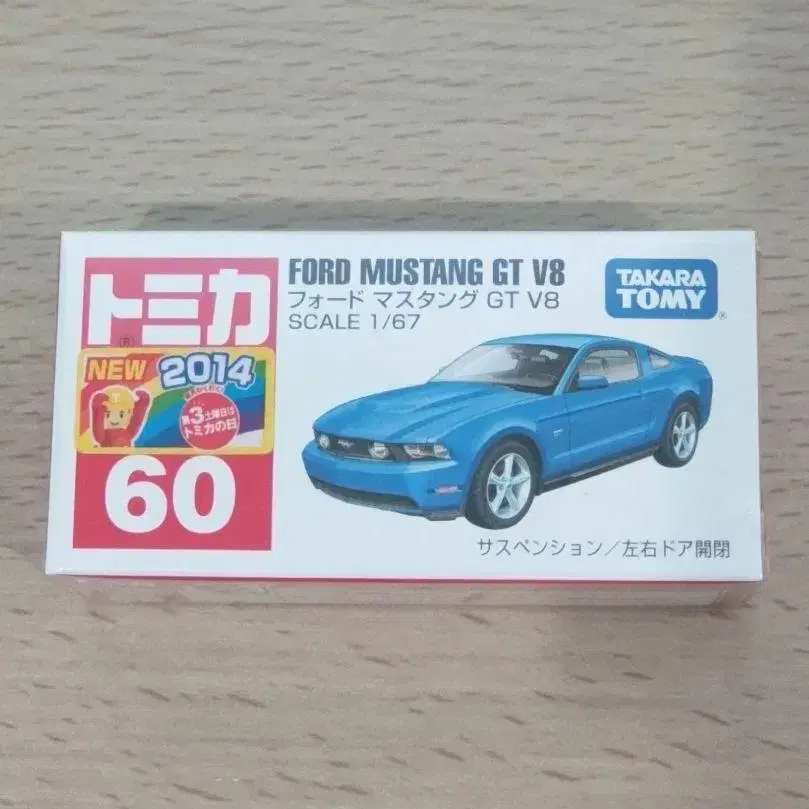 トミカ
®
NEW 2014
第3土曜日は
トミカの日
60
FORD MUSTANG GT V8
フォード マスタング GT V8
SCALE 1/67
TAKARA
TOMY
®
サスペンション/左右ドア開閉